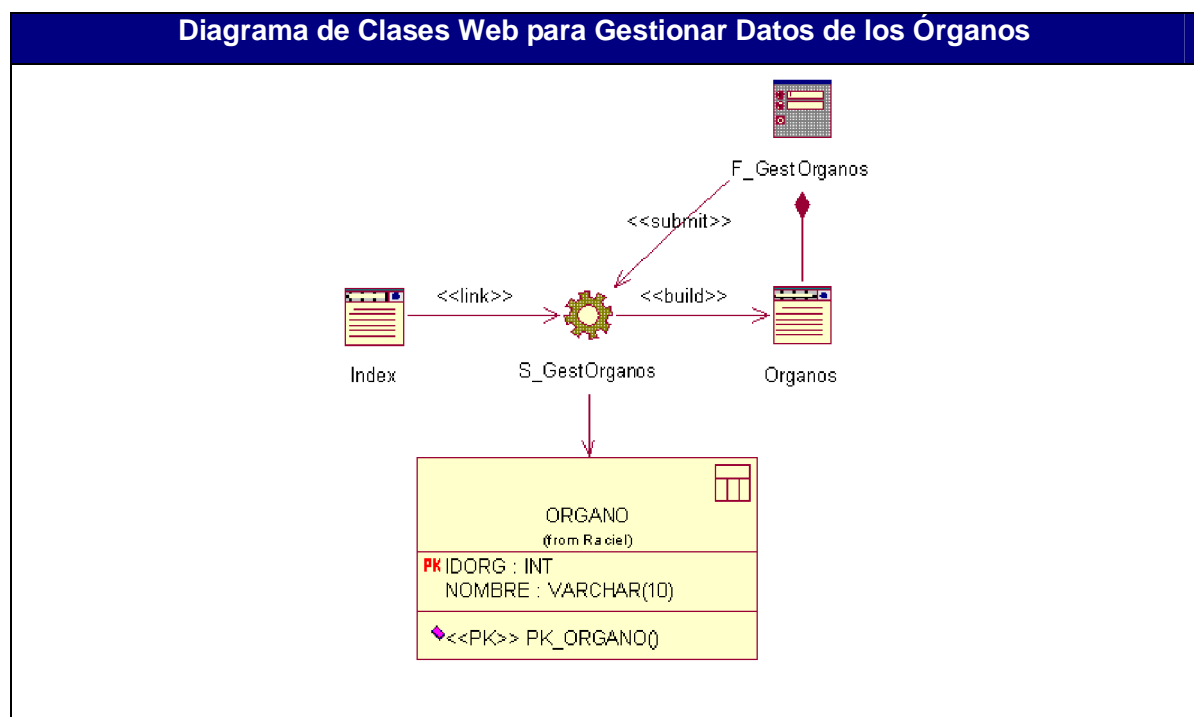 Diagrama de Clases Web para Gestionar Datos de los Órganos
F_GestOrganos
<<submit>>
<<link>>
<<build>>
Index
S_GestOrganos
Organos
ORGANO
(from Raciel)
PK IDORG : INT
NOMBRE : VARCHAR(10)
<<PK>> PK_ORGANO()